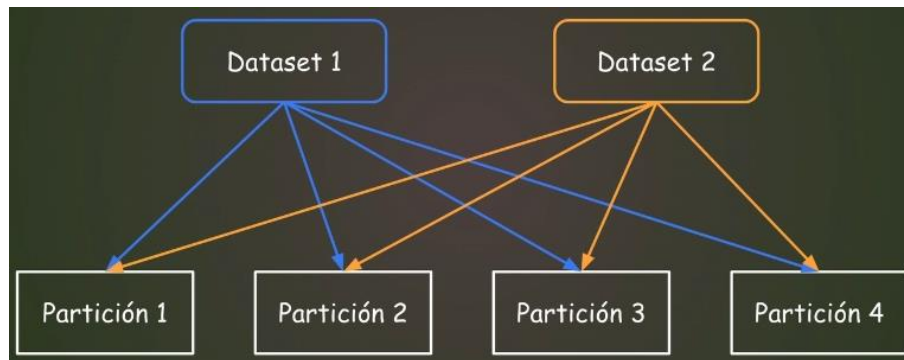 Dataset 1
Dataset 2
Partición 1
Partición 2
Partición 3
Partición 4